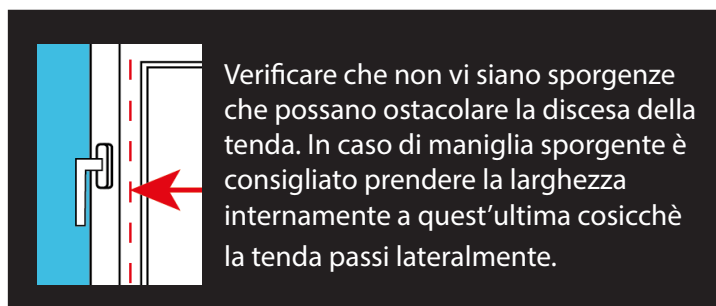 Verificare che non vi siano sporgenze
che possano ostacolare la discesa della
tenda. In caso di maniglia sporgente è
consigliato prendere la larghezza
internamente a quest’ultima cosicchè
la tenda passi lateralmente.